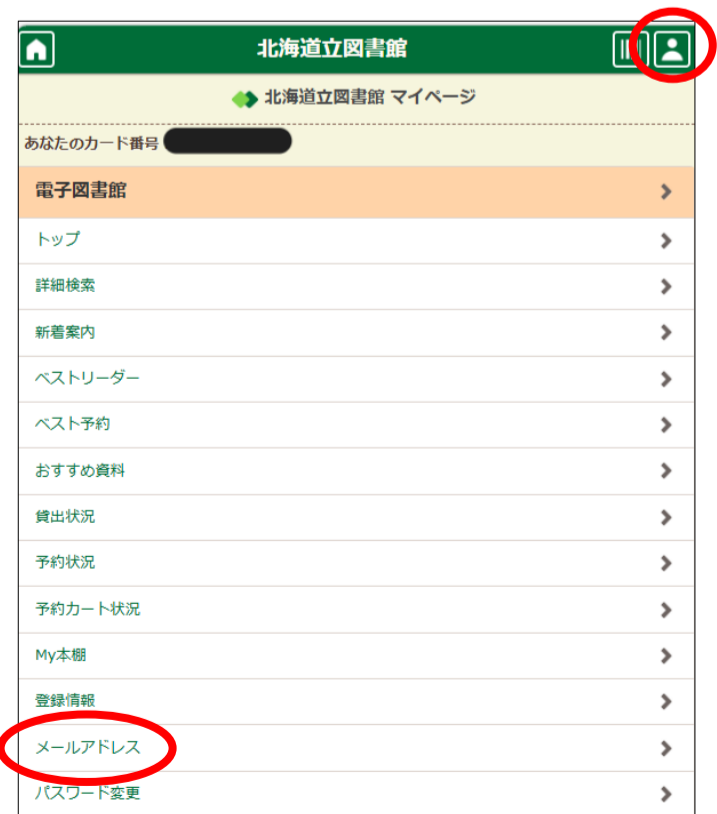 北海道立図書館
北海道立図書館 マイページ
あなたのカード番号
電子図書館
トップ
詳細検索
新着案内
ベストリーダー
ベスト予約
おすすめ資料
貸出状況
予約状況
予約カート状況
My本棚
登録情報
メールアドレス
パスワード変更